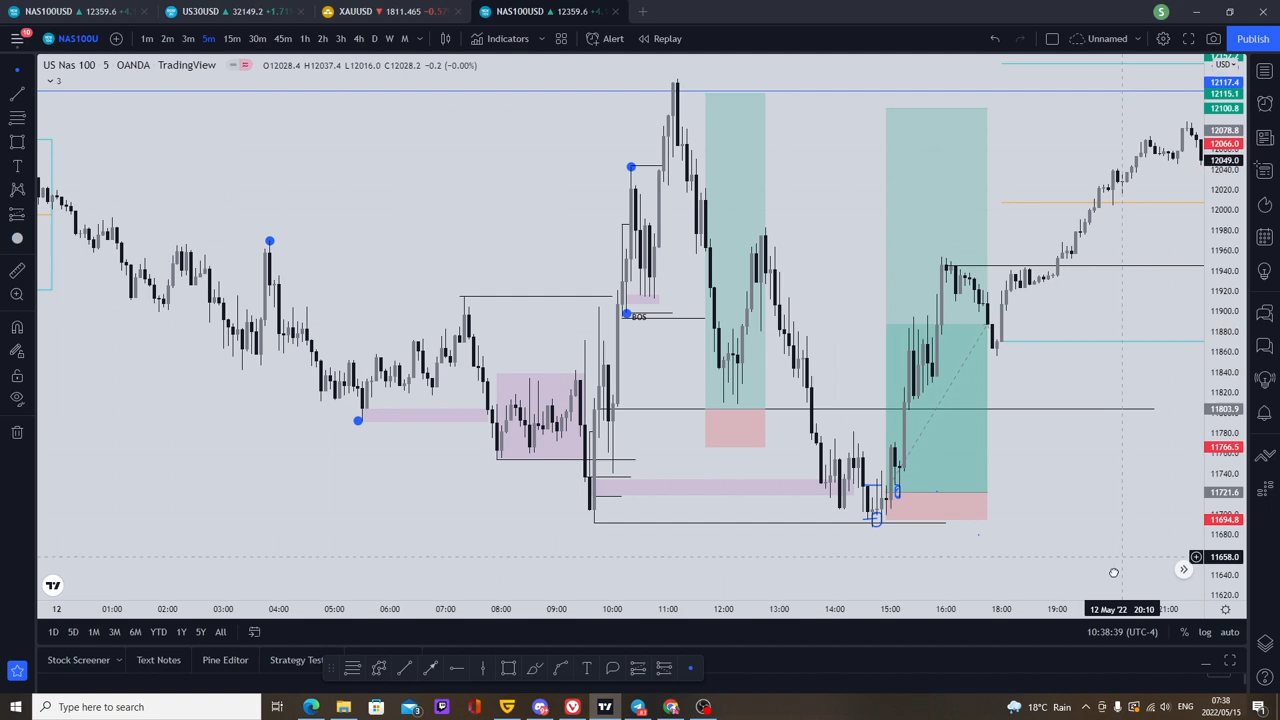 NAS100USD ▲ 12359.6 +4.
US30USD ▲ 32149.2 +1.71
XAUUSD ▼ 1811.465 −0.57
NAS100USD ▲ 12359.6 +4.
S
10
NAS100U
1m 2m 3m 5m 15m 30m 45m 1h 2h 3h 4h D W M
Indicators
Alert
Replay
Unnamed
Publish
US Nas 100 5 OANDA TradingView
O12028.4 H12037.4 L12016.0 C12028.2 −0.2 (−0.00%)
3
USD
12117.4
12115.1
12100.8
12078.8
12066.0
12049.0
12040.0
12020.0
12000.0
11980.0
11960.0
11940.0
11920.0
11900.0
11880.0
11860.0
11840.0
11820.0
11803.9
11780.0
11766.5
11740.0
11721.6
11694.8
11680.0
11658.0
11640.0
11620.0
BOS
12 01:00 02:00 03:00 04:00 05:00 06:00 07:00 08:00 09:00 10:00 11:00 12:00 13:00 14:00 15:00 16:00 18:00 19:00 12 May '22 20:10 21:00
1D 5D 1M 3M 6M YTD 1Y 5Y All
10:38:39 (UTC-4)
% log auto
Stock Screener
Text Notes
Pine Editor
Strategy Test
Type here to search
3
18°C Rain
ENG
07:38
2022/05/15